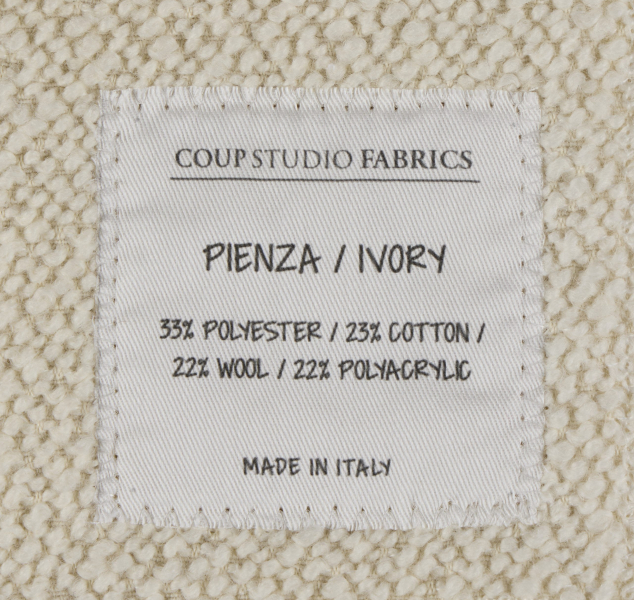 COUP STUDIO FABRICS
PIENZA / IVORY
33% POLYESTER / 23% COTTON /
22% WOOL / 22% POLYACRYLIC
MADE IN ITALY